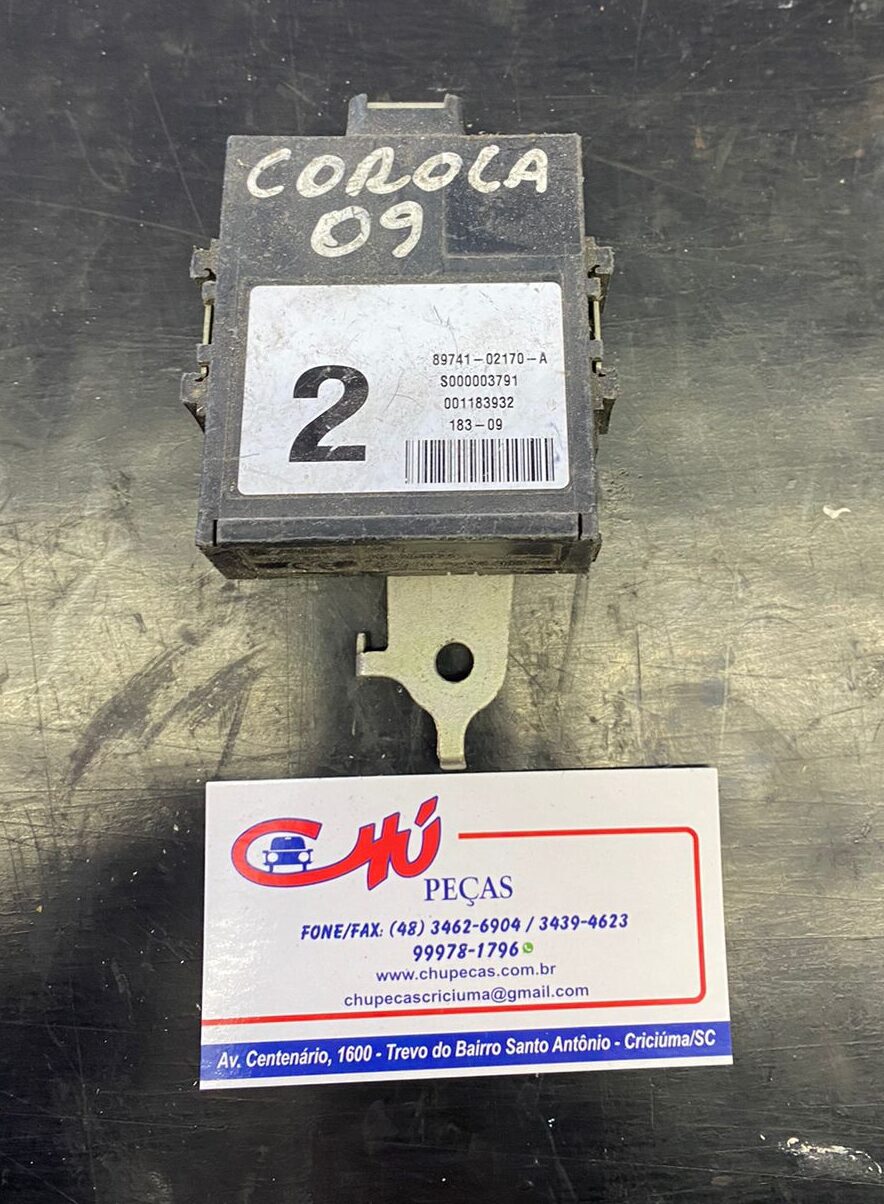 COROLA
09
2
89741-02170-A
S000003791
001183932
183-09
CHÚ
PEÇAS
FONE/FAX: (48) 3462-6904 / 3439-4623
99978-1796
www.chupecas.com.br
chupecascriciuma@gmail.com
Av. Centenário, 1600 - Trevo do Bairro Santo Antônio - Criciúma/SC